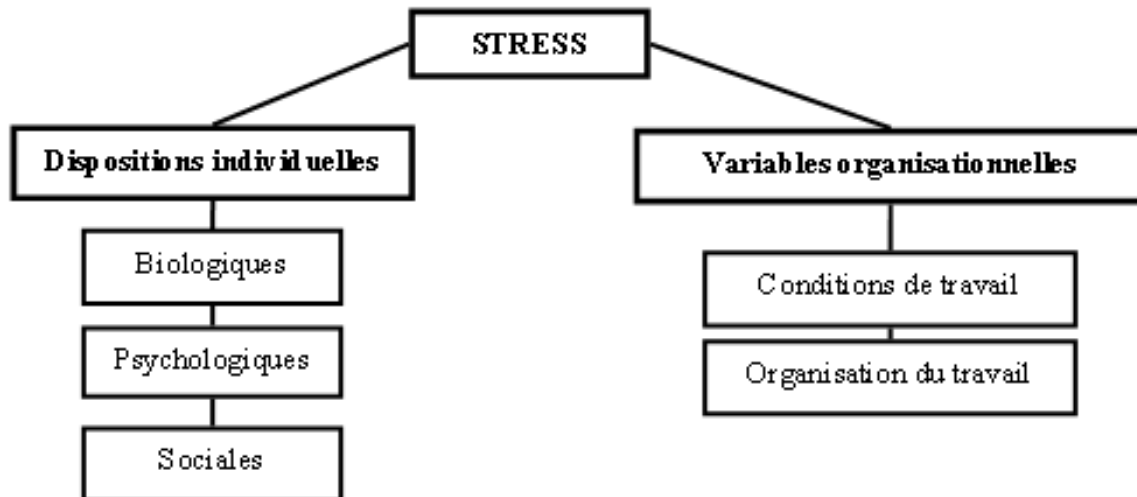 STRESS
Dispositions individuelles
Variables organisationnelles
Biologiques
Conditions de travail
Psychologiques
Organisation du travail
Sociales